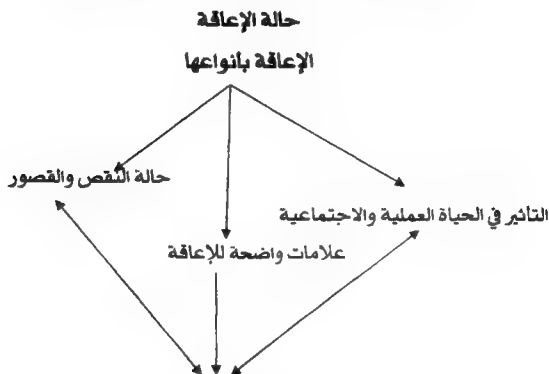 حالة الإعاقة
الإعاقة بأنواعها
حالة النقص والقصور
التأثير في الحياة العملية والاجتماعية
علامات واضحة للإعاقة